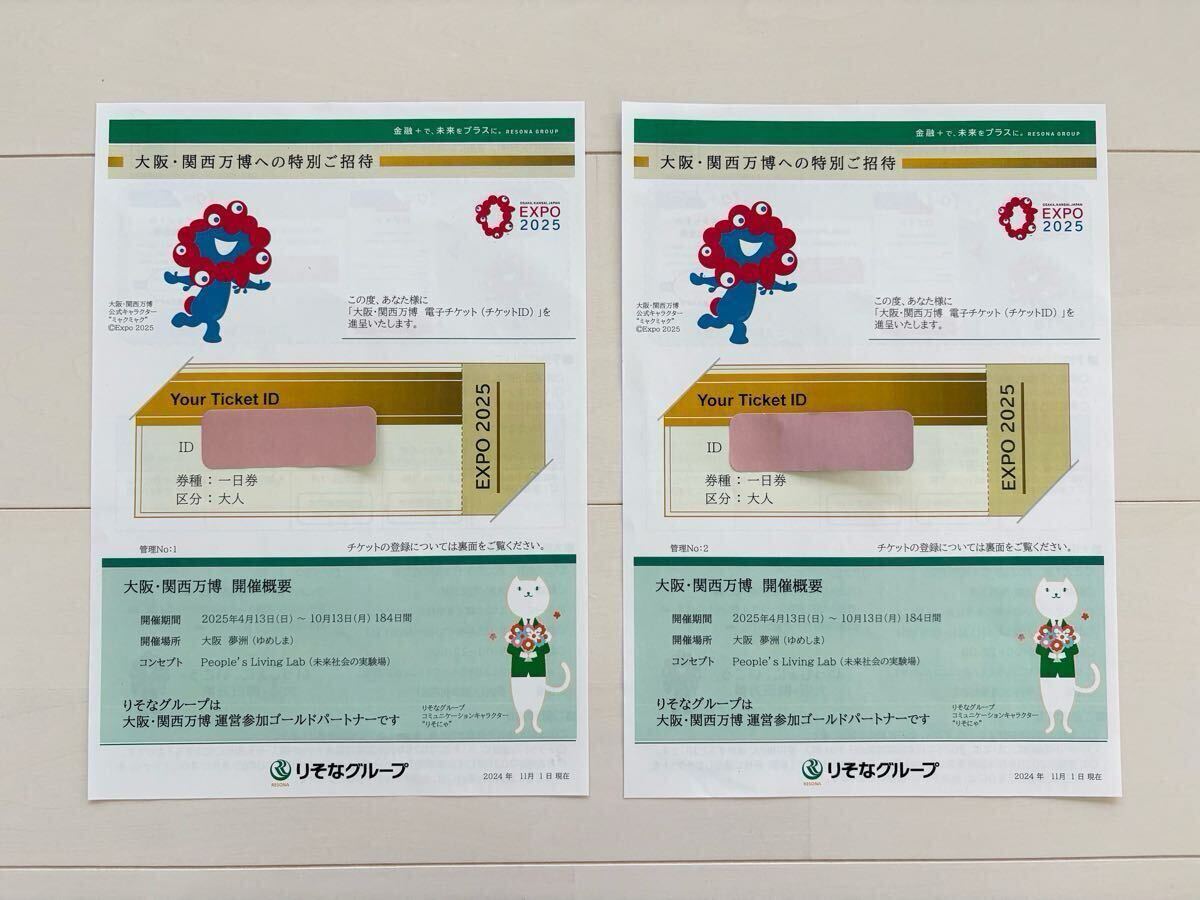 金融＋で、未来をプラスに。 RESONA GROUP
大阪・関西万博への特別ご招待
OSAKA, KANSAI, JAPAN
EXPO
2025
大阪・関西万博
公式キャラクター
"ミャクミャク"
©Expo 2025
この度、あなた様に
「大阪・関西万博　電子チケット（チケットID）」を
進呈いたします。
Your Ticket ID
ID
券種：一日券
区分：大人
EXPO 2025
管理No：1
チケットの登録については裏面をご覧ください。
大阪・関西万博　開催概要
開催期間　2025年4月13日（日）～10月13日（月）184日間
開催場所　大阪　夢洲（ゆめしま）
コンセプト　People's Living Lab（未来社会の実験場）
りそなグループは
大阪・関西万博 運営参加ゴールドパートナーです
りそなグループ
コミュニケーションキャラクター
"りそにゃ"
RESONA
りそなグループ
2024年　11月　1日現在
金融＋で、未来をプラスに。 RESONA GROUP
大阪・関西万博への特別ご招待
OSAKA, KANSAI, JAPAN
EXPO
2025
大阪・関西万博
公式キャラクター
"ミャクミャク"
©Expo 2025
この度、あなた様に
「大阪・関西万博　電子チケット（チケットID）」を
進呈いたします。
Your Ticket ID
ID
券種：一日券
区分：大人
EXPO 2025
管理No：2
チケットの登録については裏面をご覧ください。
大阪・関西万博　開催概要
開催期間　2025年4月13日（日）～10月13日（月）184日間
開催場所　大阪　夢洲（ゆめしま）
コンセプト　People's Living Lab（未来社会の実験場）
りそなグループは
大阪・関西万博 運営参加ゴールドパートナーです
りそなグループ
コミュニケーションキャラクター
"りそにゃ"
RESONA
りそなグループ
2024年　11月　1日現在